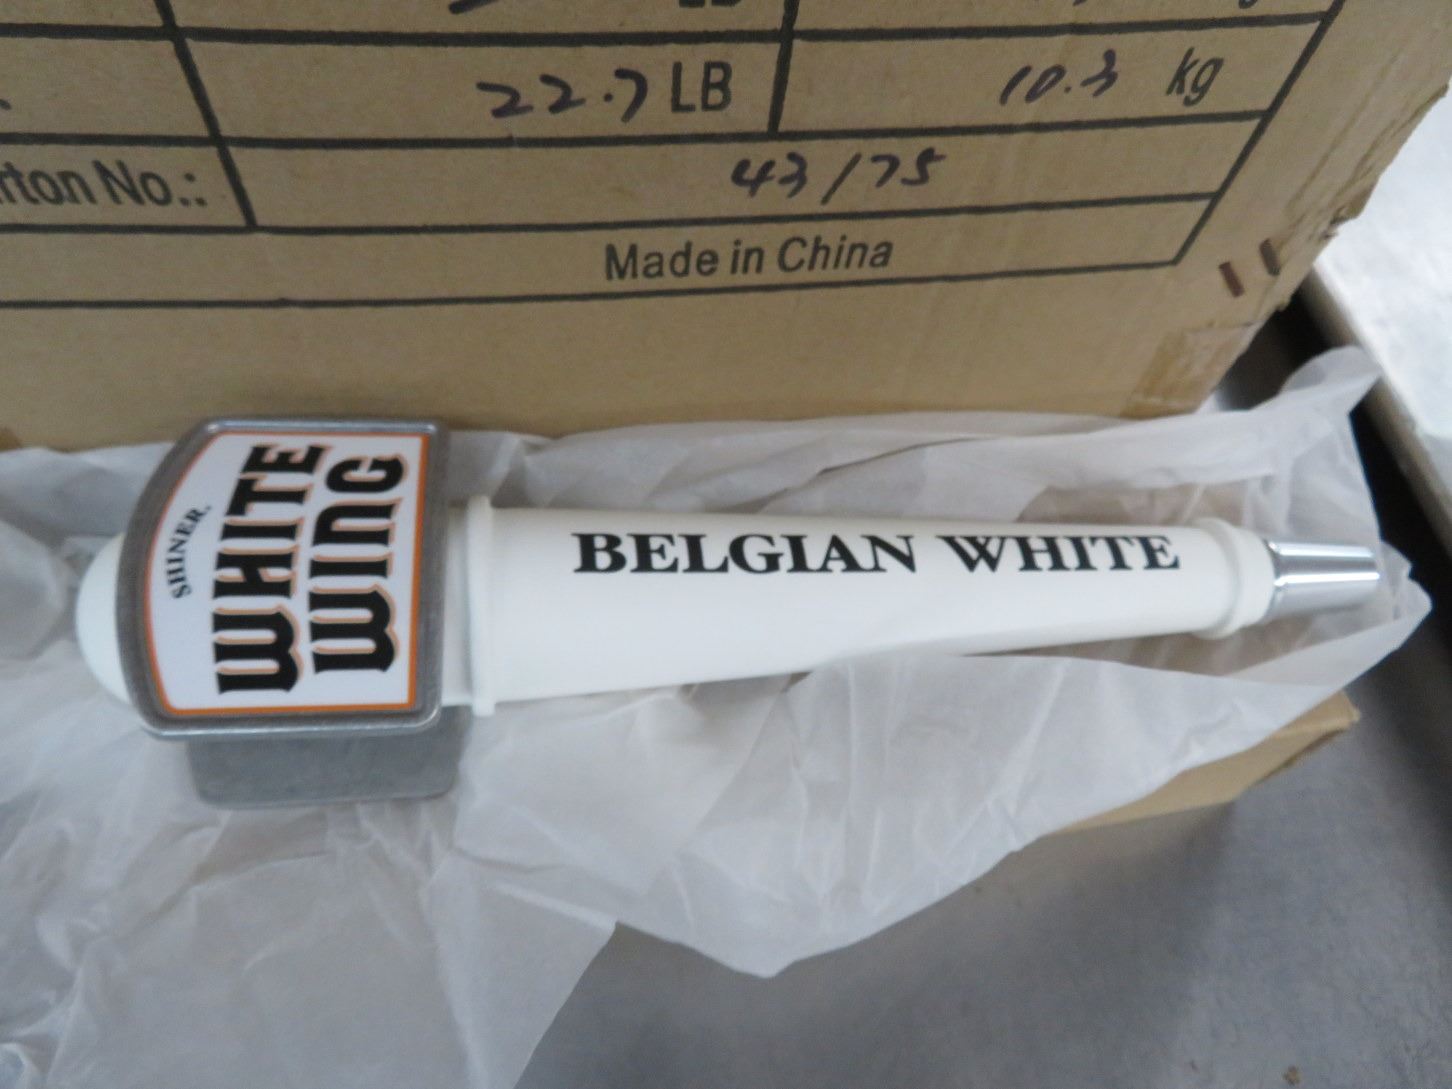 22.7 LB 10.3 kg
rton No.: 43/75
Made in China
SHINER.
WHITE
WING
BELGIAN WHITE